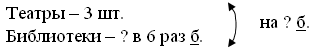 Театры – 3 шт.
Библиотеки – ? в 6 раз б.
на ? б.